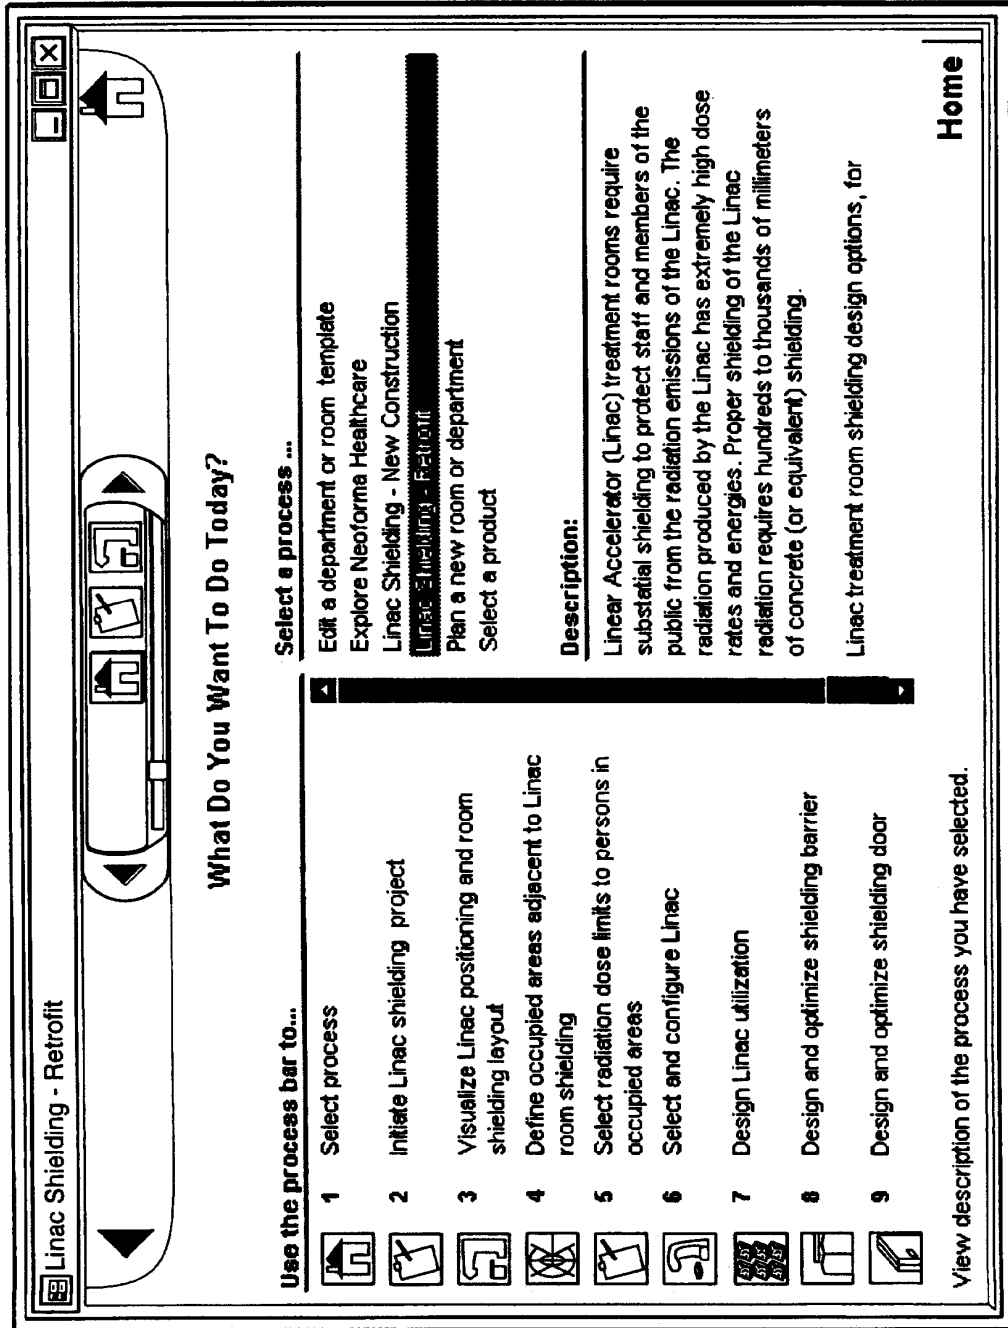 Linac Shielding - Retrofit
What Do You Want To Do Today?
Use the process bar to...
1 Select process
2 Initiate Linac shielding project
3 Visualize Linac positioning and room
shielding layout
4 Define occupied areas adjacent to Linac
room shielding
5 Select radiation dose limits to persons in
occupied areas
6 Select and configure Linac
7 Design Linac utilization
8 Design and optimize shielding barrier
9 Design and optimize shielding door
Select a process ...
Edit a department or room template
Explore Neoforma Healthcare
Linac Shielding - New Construction
Linac Shielding - Retrofit
Plan a new room or department
Select a product
Description:
Linear Accelerator (Linac) treatment rooms require
substatial shielding to protect staff and members of the
public from the radiation emissions of the Linac. The
radiation produced by the Linac has extremely high dose
rates and energies. Proper shielding of the Linac
radiation requires hundreds to thousands of millimeters
of concrete (or equivalent) shielding.
Linac treatment room shielding design options, for
View description of the process you have selected.
Home